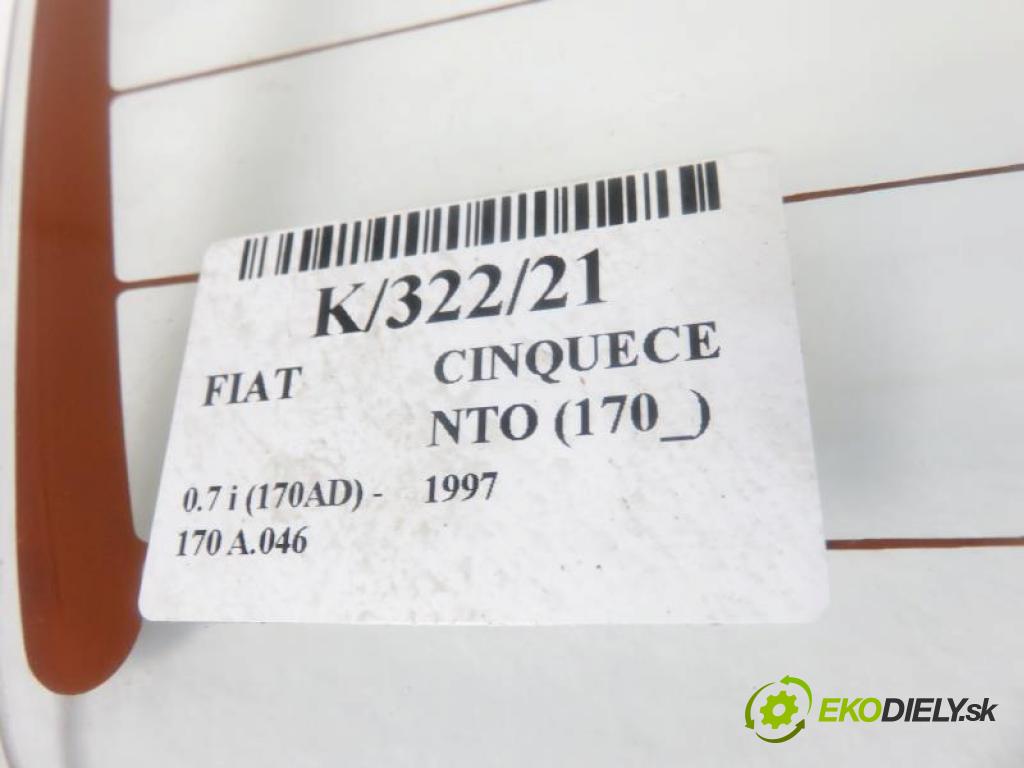 K/322/21
FIAT
CINQUECE
NTO (170_)
0.7 i (170AD) -
170 A.046
1997
EKODIELY.sk